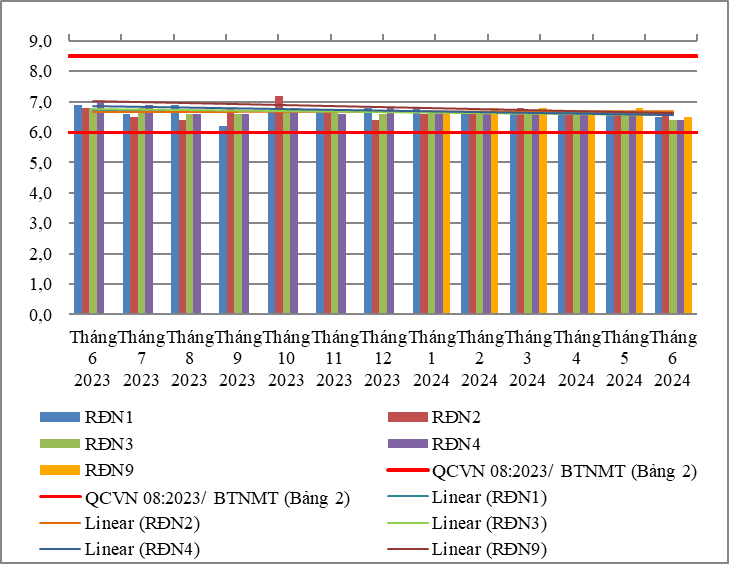 9,0
8,0
7,0
6,0
5,0
4,0
3,0
2,0
1,0
0,0
Tháng Tháng Tháng Tháng Tháng Tháng Tháng Tháng Tháng Tháng Tháng Tháng Tháng
6 7 8 9 10 11 12 1 2 3 4 5 6
2023 2023 2023 2023 2023 2023 2023 2024 2024 2024 2024 2024 2024
RĐN1 RĐN2
RĐN3 RĐN4
RĐN9 QCVN 08:2023/ BTNMT (Bảng 2)
QCVN 08:2023/ BTNMT (Bảng 2) Linear (RĐN1)
Linear (RĐN2) Linear (RĐN3)
Linear (RĐN4) Linear (RĐN9)